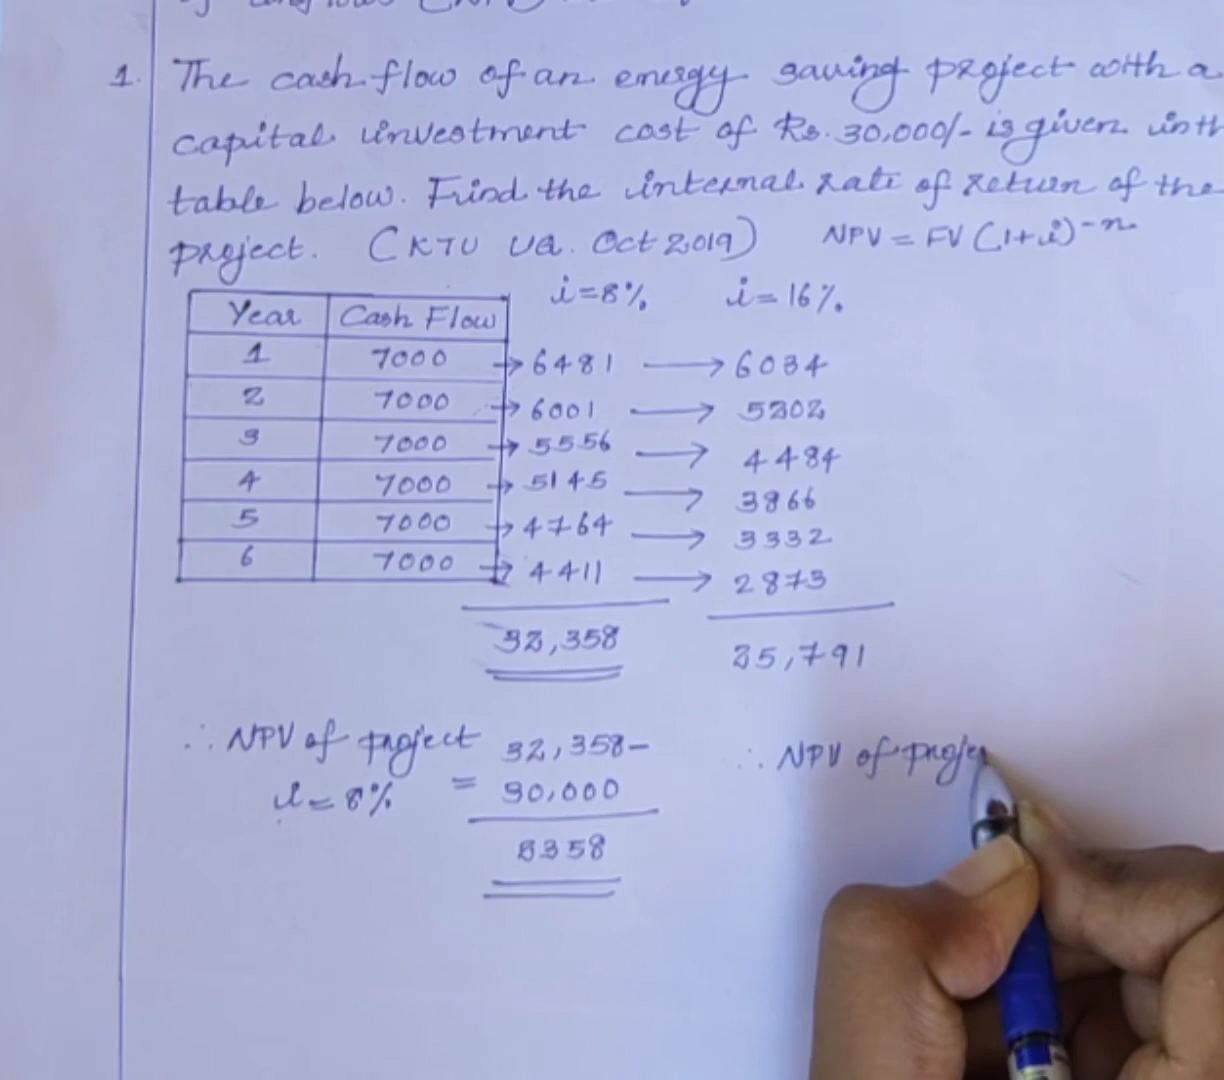 1. The cash flow of an energy saving project with a
capital investment cost of Rs. 30,000/- is given in th
table below. Find the internal rate of return of the
project. (KTU UQ. Oct 2019) NPV = FV (1+i)^-n
i=8% i=16%
Year Cash Flow
1 7000 → 6481 → 6034
2 7000 → 6001 → 5202
3 7000 → 5556 → 4484
4 7000 → 5145 → 3866
5 7000 → 4764 → 3332
6 7000 → 4411 → 2873
32,358 25,791
∴ NPV of project 32,358- ∴ NPV of projec
i=8% = 30,000
2358